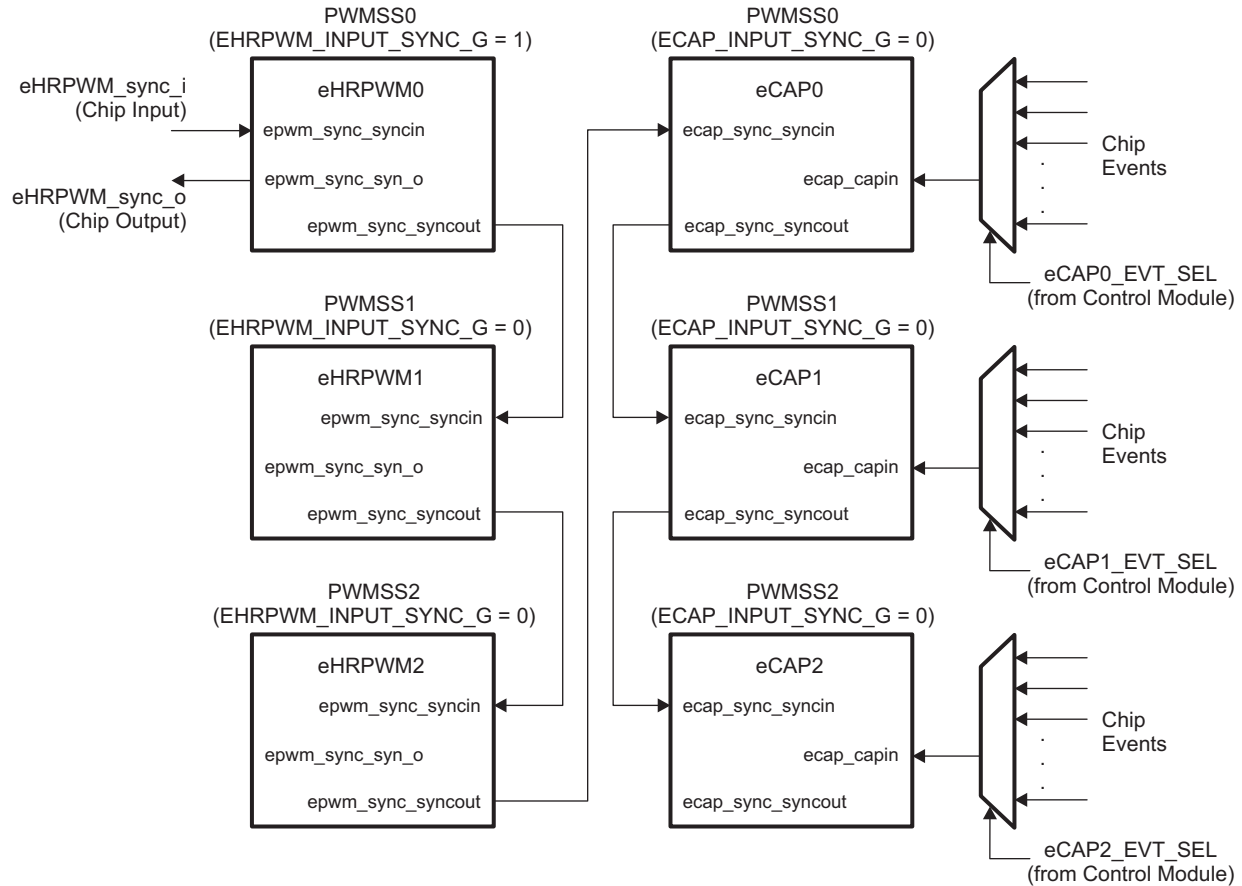 PWMSS0
(EHRPWM_INPUT_SYNC_G = 1)
eHRPWM_sync_i
(Chip Input)
eHRPWM_sync_o
(Chip Output)
eHRPWM0
epwm_sync_syncin
epwm_sync_syn_o
epwm_sync_syncout
PWMSS0
(ECAP_INPUT_SYNC_G = 0)
eCAP0
ecap_sync_syncin
ecap_capin
ecap_sync_syncout
Chip
Events
.
.
.
.
eCAP0_EVT_SEL
(from Control Module)
PWMSS1
(EHRPWM_INPUT_SYNC_G = 0)
eHRPWM1
epwm_sync_syncin
epwm_sync_syn_o
epwm_sync_syncout
PWMSS1
(ECAP_INPUT_SYNC_G = 0)
eCAP1
ecap_sync_syncin
ecap_capin
ecap_sync_syncout
Chip
Events
.
.
.
.
eCAP1_EVT_SEL
(from Control Module)
PWMSS2
(EHRPWM_INPUT_SYNC_G = 0)
eHRPWM2
epwm_sync_syncin
epwm_sync_syn_o
epwm_sync_syncout
PWMSS2
(ECAP_INPUT_SYNC_G = 0)
eCAP2
ecap_sync_syncin
ecap_capin
ecap_sync_syncout
Chip
Events
.
.
.
.
eCAP2_EVT_SEL
(from Control Module)